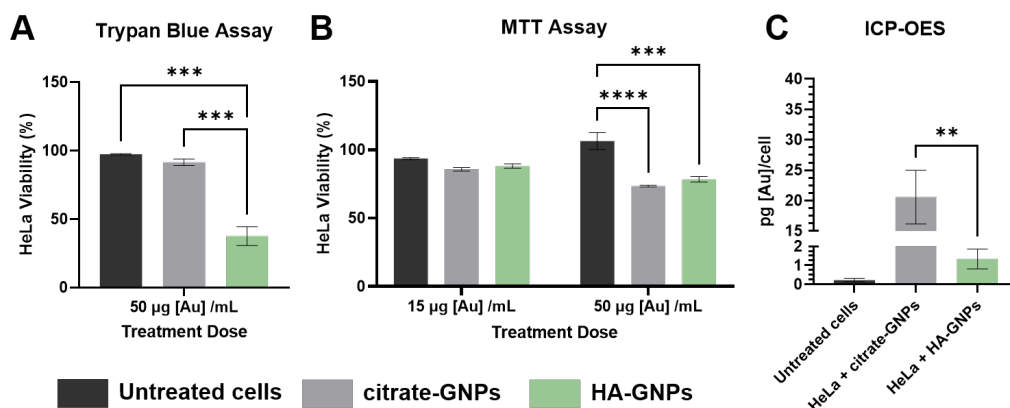 A
Trypan Blue Assay
HeLa Viability (%)
150
100
50
0
***
***
50 µg [Au] /mL
Treatment Dose
B
MTT Assay
HeLa Viability (%)
150
100
50
0
***
****
15 µg [Au] /mL
50 µg [Au] /mL
Treatment Dose
C
ICP-OES
pg [Au]/cell
40
35
30
25
20
15
2
1
0
**
Untreated cells
HeLa + citrate-GNPs
HeLa + HA-GNPs
Untreated cells
citrate-GNPs
HA-GNPs